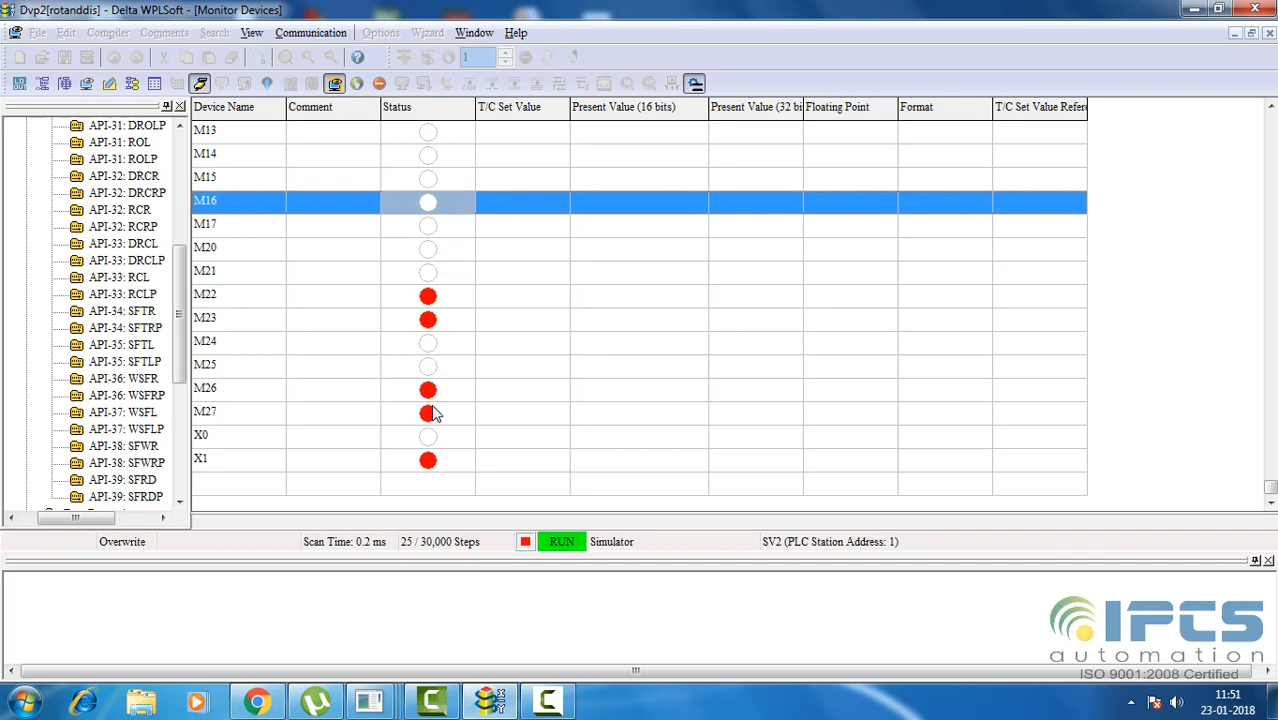 Dvp2[rotanddis] - Delta WPLSoft - [Monitor Devices]
File Edit Compiler Comments Search View Communication Options Wizard Window Help
1
Device Name Comment Status T/C Set Value Present Value (16 bits) Present Value (32 bi Floating Point Format T/C Set Value Refere
API-31: DROLP
API-31: ROL
API-31: ROLP
API-32: DRCR
API-32: DRCRP
API-32: RCR
API-32: RCRP
API-33: DRCL
API-33: DRCLP
API-33: RCL
API-33: RCLP
API-34: SFTR
API-34: SFTRP
API-35: SFTL
API-35: SFTLP
API-36: WSFR
API-36: WSFRP
API-37: WSFL
API-37: WSFLP
API-38: SFWR
API-38: SFWRP
API-39: SFRD
API-39: SFRDP
M13
M14
M15
M16
M17
M20
M21
M22
M23
M24
M25
M26
M27
X0
X1
Overwrite Scan Time: 0.2 ms 25 / 30,000 Steps RUN Simulator SV2 (PLC Station Address: 1)
IPCS
automation
ISO 9001:2008 Certified
11:51
23-01-2018